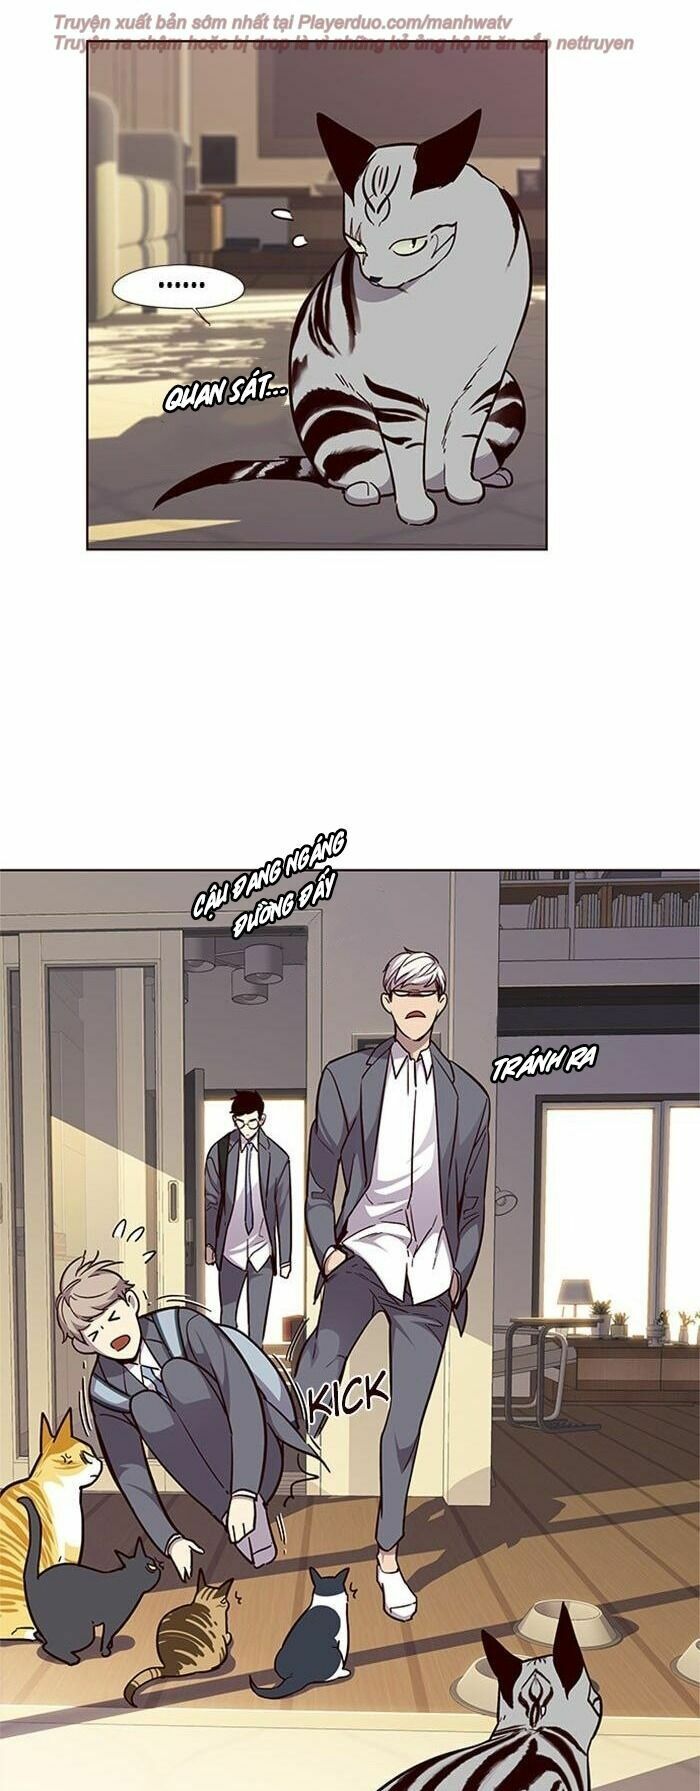 Truyện xuất bản sớm nhất tại Playerduo.com/manhwatv
Truyện ra chậm hoặc bị drop là vì những kẻ ủng hộ lũ ăn cắp nettruyen
......
QUAN SÁT...
CẬU ĐANG NGÁNG
ĐƯỜNG ĐẤY
TRÁNH RA
KICK